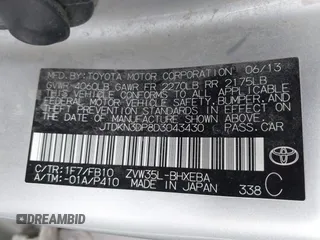 MFD. BY: TOYOTA MOTOR CORPORATION 06/13
GVWR 4060LB GAWR FR 2270LB RR 2175LB
THIS VEHICLE CONFORMS TO ALL APPLICABLE
FEDERAL MOTOR VEHICLE SAFETY, BUMPER, AND
THEFT PREVENTION STANDARDS IN EFFECT ON THE
DATE OF MANUFACTURE SHOWN ABOVE.
JTDKN3DP8D3043430 PASS. CAR
C/TR: 1F7/FB10 ZVW35L-BHXEBA
A/TM: -01A/P410 MADE IN JAPAN 338 C
TOYOTA
© DREAMBID AUTO